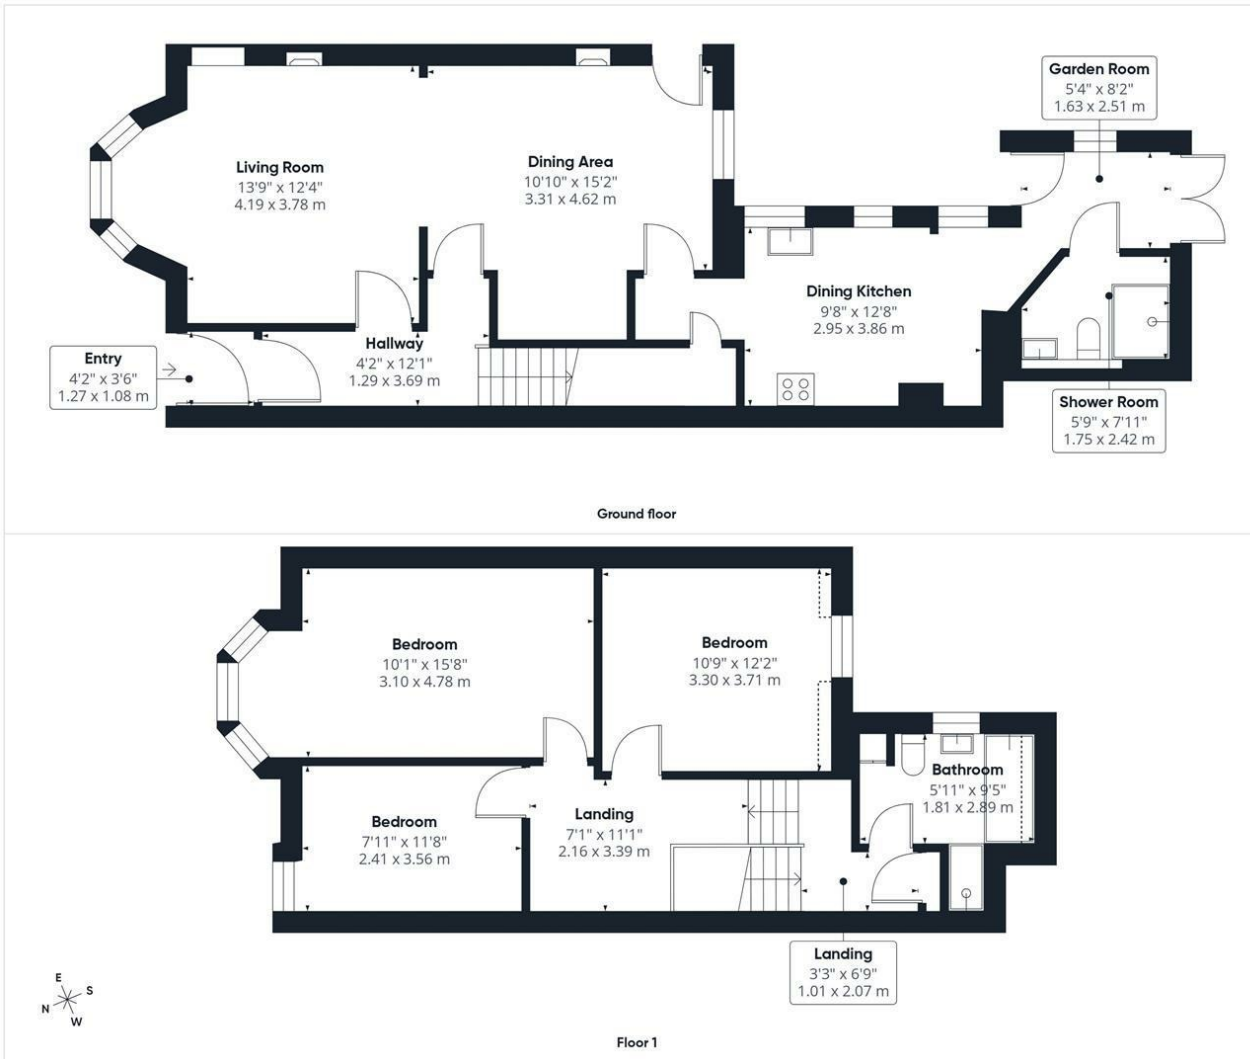 Garden Room
5'4" x 8'2"
1.63 x 2.51 m
Living Room
13'9" x 12'4"
4.19 x 3.78 m
Dining Area
10'10" x 15'2"
3.31 x 4.62 m
Dining Kitchen
9'8" x 12'8"
2.95 x 3.86 m
Entry
4'2" x 3'6"
1.27 x 1.08 m
Hallway
4'2" x 12'1"
1.29 x 3.69 m
Shower Room
5'9" x 7'11"
1.75 x 2.42 m
Ground floor
Bedroom
10'1" x 15'8"
3.10 x 4.78 m
Bedroom
10'9" x 12'2"
3.30 x 3.71 m
Bathroom
5'11" x 9'5"
1.81 x 2.89 m
Bedroom
7'11" x 11'8"
2.41 x 3.56 m
Landing
7'1" x 11'1"
2.16 x 3.39 m
Landing
3'3" x 6'9"
1.01 x 2.07 m
E
S
N
W
Floor 1